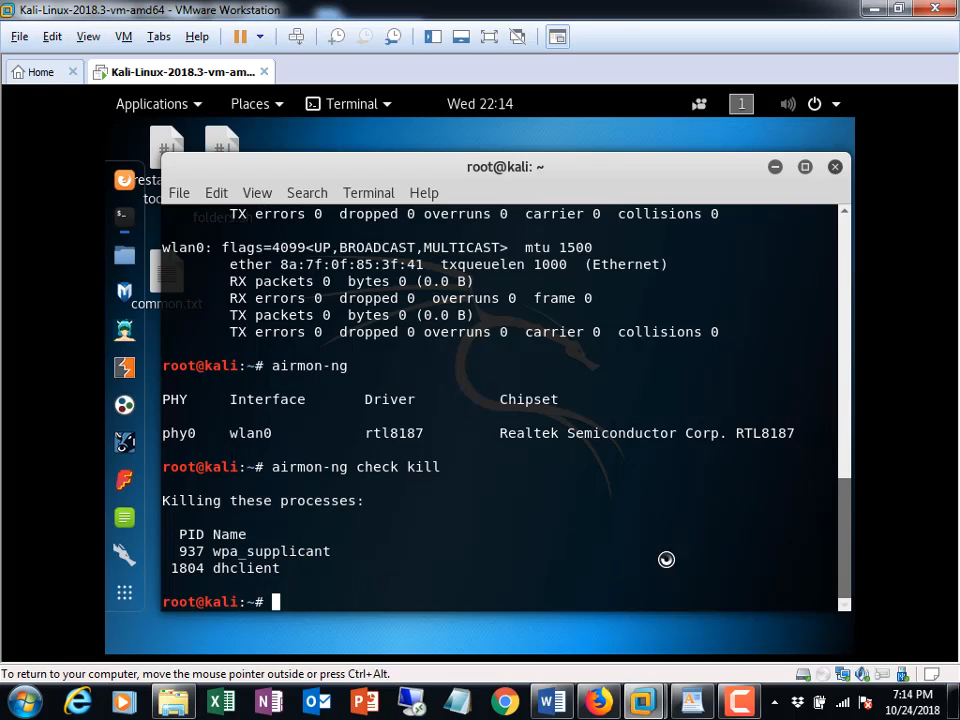 Kali-Linux-2018.3-vm-amd64 - VMware Workstation
File Edit View VM Tabs Help
Home Kali-Linux-2018.3-vm-am...
Applications Places Terminal Wed 22:14 1
root@kali: ~
File Edit View Search Terminal Help
TX errors 0 dropped 0 overruns 0 carrier 0 collisions 0
wlan0: flags=4099<UP,BROADCAST,MULTICAST> mtu 1500
ether 8a:7f:0f:85:3f:41 txqueuelen 1000 (Ethernet)
RX packets 0 bytes 0 (0.0 B)
RX errors 0 dropped 0 overruns 0 frame 0
TX packets 0 bytes 0 (0.0 B)
TX errors 0 dropped 0 overruns 0 carrier 0 collisions 0
root@kali:~# airmon-ng
PHY Interface Driver Chipset
phy0 wlan0 rtl8187 Realtek Semiconductor Corp. RTL8187
root@kali:~# airmon-ng check kill
Killing these processes:
PID Name
937 wpa_supplicant
1804 dhclient
root@kali:~#
common.txt
To return to your computer, move the mouse pointer outside or press Ctrl+Alt.
7:14 PM
10/24/2018